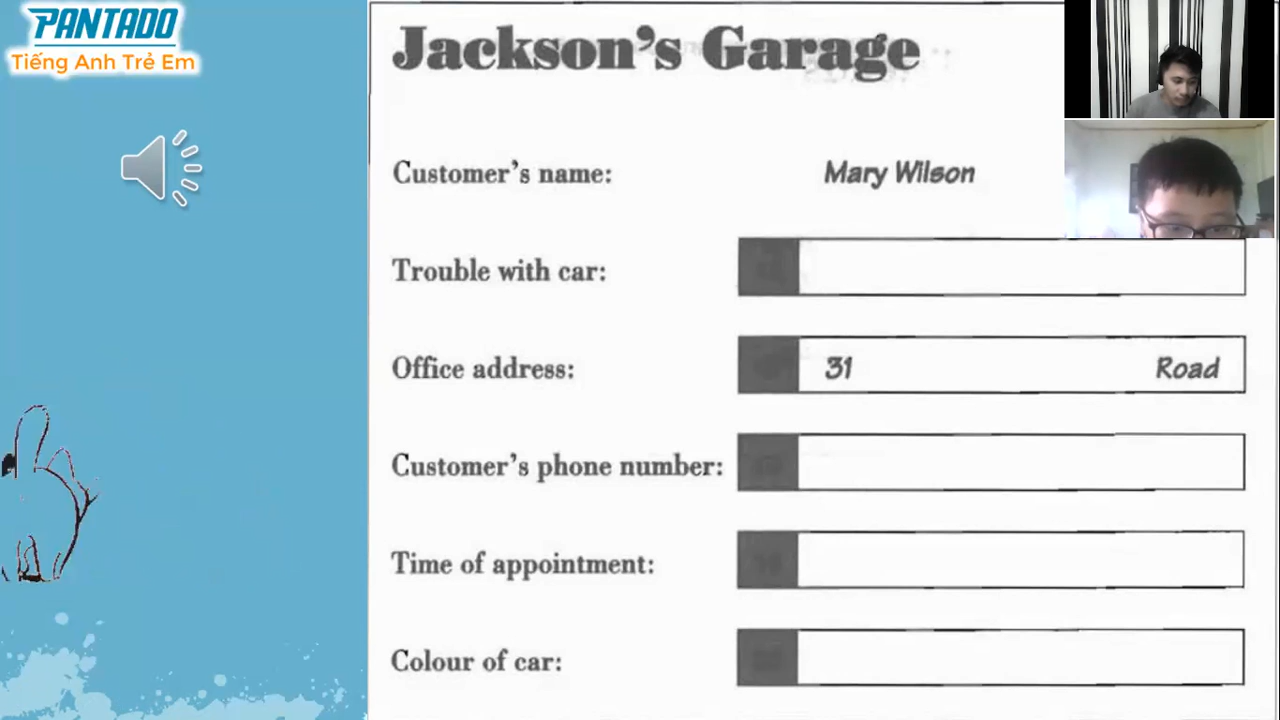 PANTADO
Tiếng Anh Trẻ Em
Jackson's Garage
Customer's name: Mary Wilson
Trouble with car:
Office address: 31 Road
Customer's phone number:
Time of appointment:
Colour of car: